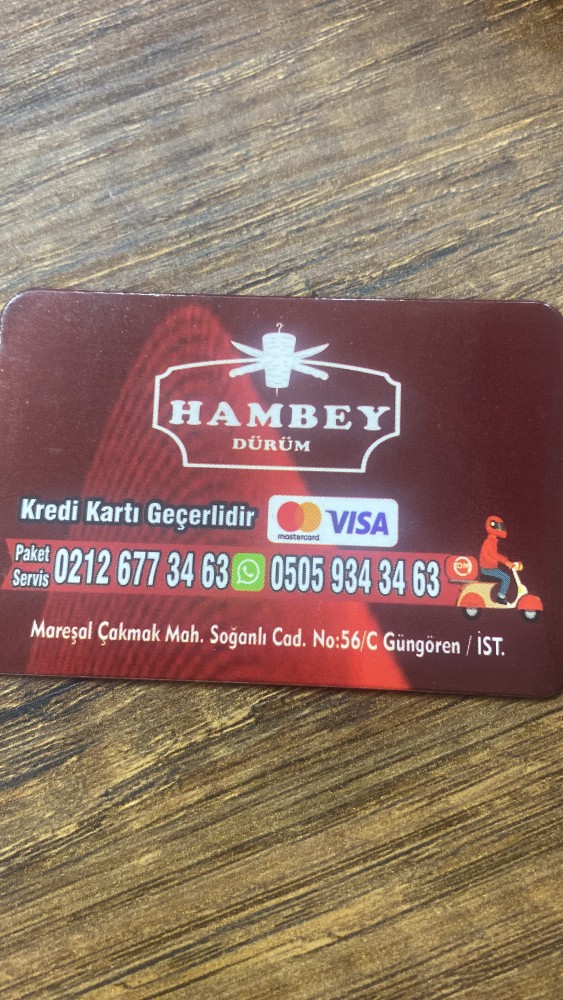 HAMBEY
DÜRÜM
Kredi Kartı Geçerlidir
mastercard
VISA
Paket
Servis
0212 677 34 63 0505 934 34 63
Mareşal Çakmak Mah. Soğanlı Cad. No:56/C Güngören / İST.